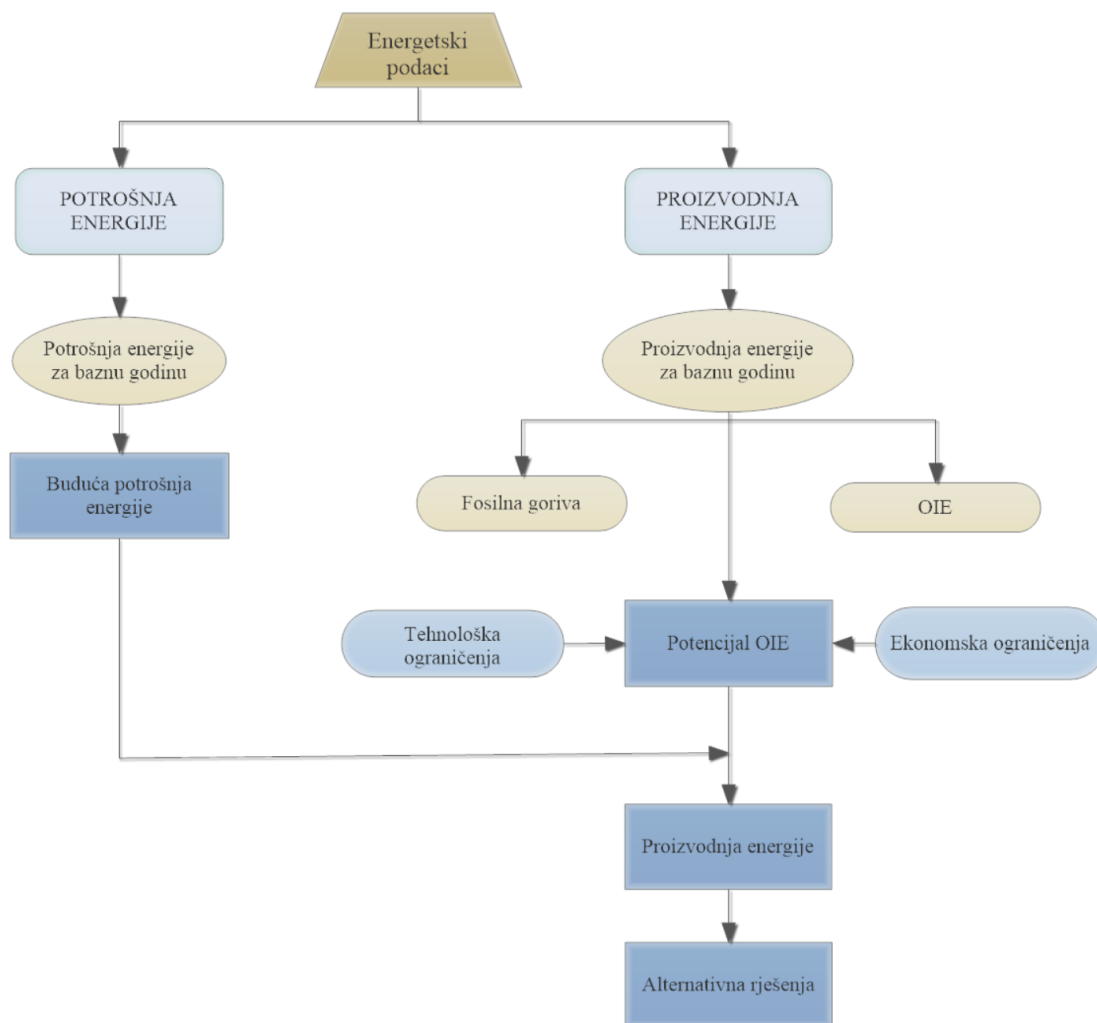 Energetski
podaci
POTROŠNJA
ENERGIJE
PROIZVODNJA
ENERGIJE
Potrošnja energije
za baznu godinu
Proizvodnja energije
za baznu godinu
Buduća potrošnja
energije
Fosilna goriva
OIE
Tehnološka
ograničenja
Potencijal OIE
Ekonomska ograničenja
Proizvodnja energije
Alternativna rješenja